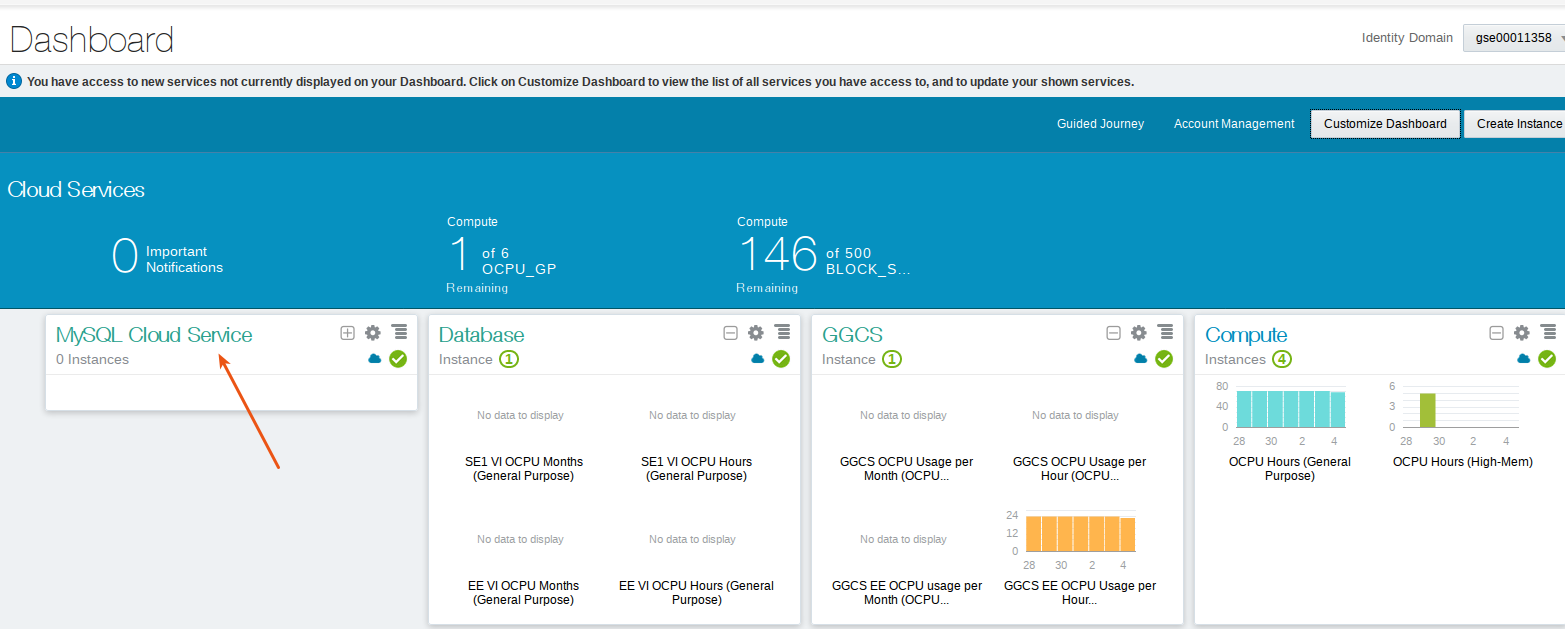 Dashboard
Identity Domain gse00011358
You have access to new services not currently displayed on your Dashboard. Click on Customize Dashboard to view the list of all services you have access to, and to update your shown services.
Guided Journey Account Management Customize Dashboard Create Instance
Cloud Services
0 Important
Notifications
Compute
1 of 6
OCPU_GP
Remaining
Compute
146 of 500
BLOCK_S...
Remaining
MySQL Cloud Service
0 Instances
Database
Instance 1
No data to display
SE1 VI OCPU Months
(General Purpose)
No data to display
SE1 VI OCPU Hours
(General Purpose)
No data to display
EE VI OCPU Months
(General Purpose)
No data to display
EE VI OCPU Hours (General
Purpose)
GGCS
Instance 1
No data to display
GGCS OCPU Usage per
Month (OCPU...
No data to display
GGCS OCPU Usage per
Hour (OCPU...
No data to display
GGCS EE OCPU usage per
Month (OCPU...
24
12
0
28 30 2 4
GGCS EE OCPU Usage per
Hour...
Compute
Instances 4
80
40
0
28 30 2 4
OCPU Hours (General
Purpose)
6
3
0
28 30 2 4
OCPU Hours (High-Mem)